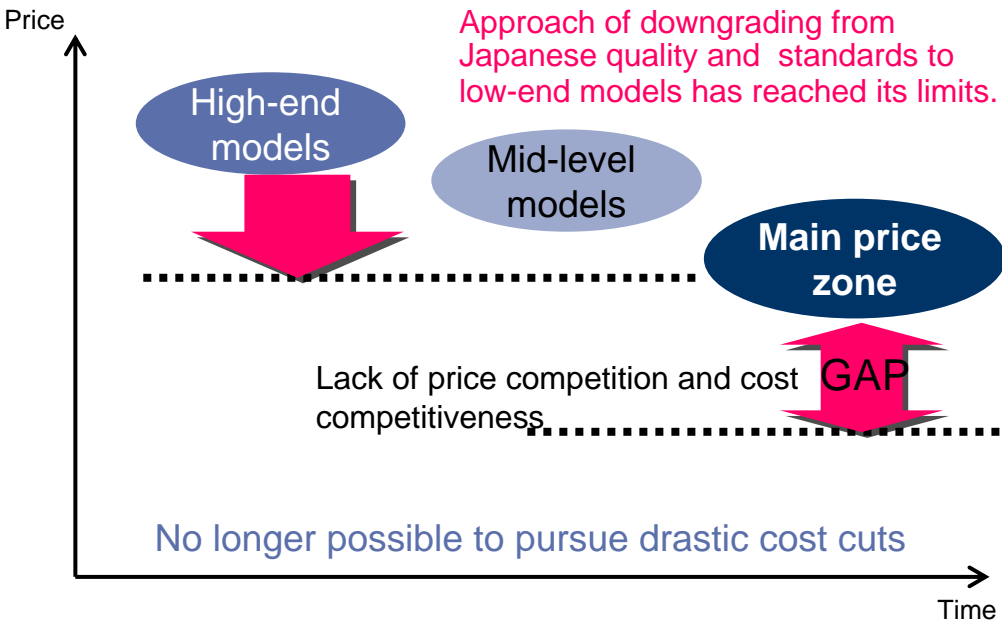 Price
Approach of downgrading from
Japanese quality and standards to
low-end models has reached its limits.
High-end
models
Mid-level
models
Main price
zone
GAP
Lack of price competition and cost
competitiveness
No longer possible to pursue drastic cost cuts
Time